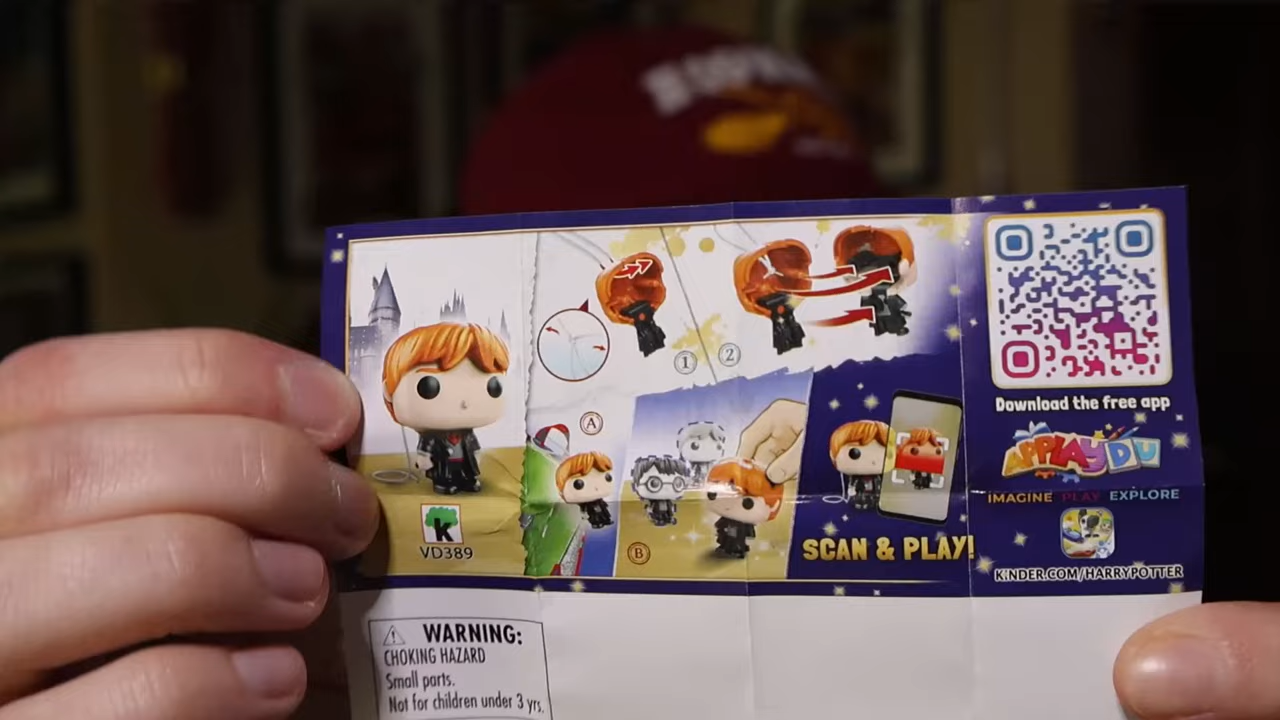 1
2
A
B
K
VD389
SCAN & PLAY!
Download the free app
APPLAYDU
IMAGINE PLAY EXPLORE
KINDER.COM/HARRYPOTTER
WARNING:
CHOKING HAZARD
Small parts.
Not for children under 3 yrs.